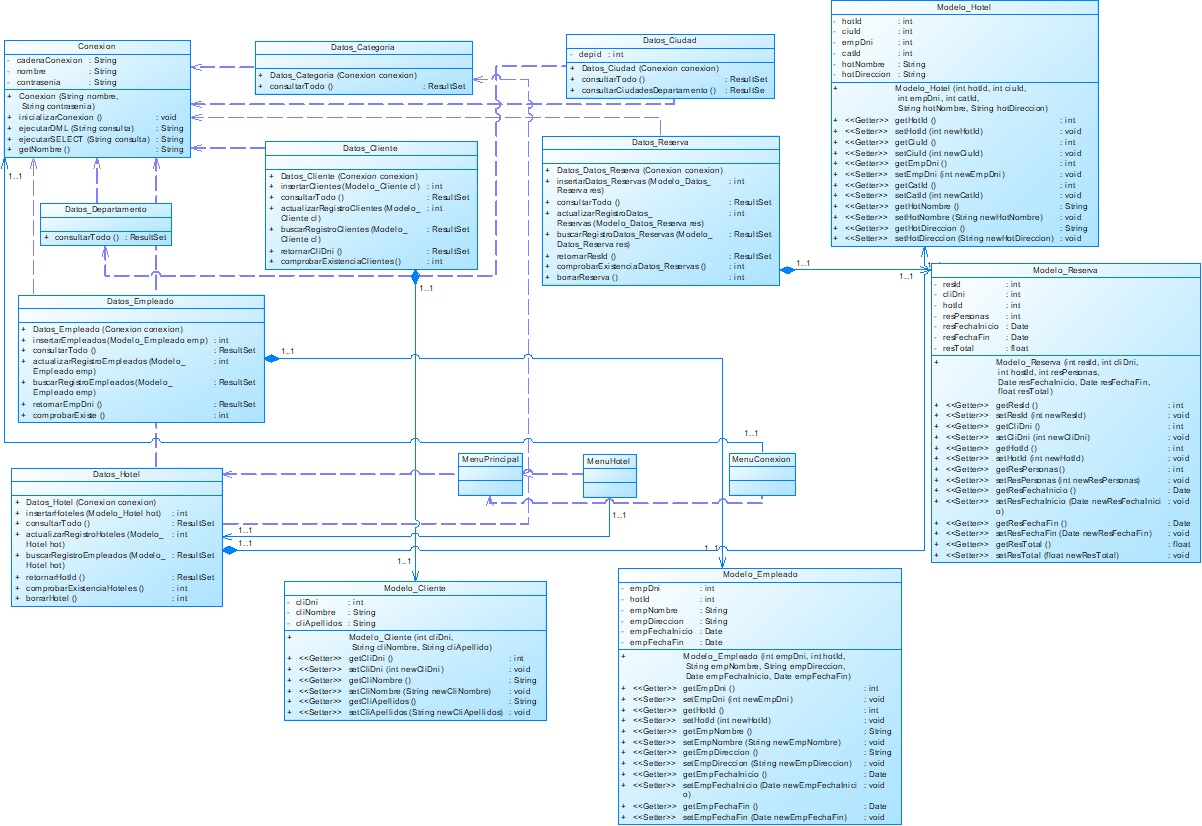 Conexion
- cadenaConexion : String
- nombre : String
- contrasenia : String
+ Conexion (String nombre,
String contrasenia)
+ inicializarConexion () : void
+ ejecutarDML (String consulta) : String
+ ejecutarSELECT (String consulta) : String
+ getNombre () : String
Datos_Categoria
+ Datos_Categoria (Conexion conexion)
+ consultarTodo () : ResultSet
Datos_Ciudad
- depid : int
+ Datos_Ciudad (Conexion conexion)
+ consultarTodo () : ResultSet
+ consultarCiudadesDepartamento () : ResultSe
Modelo_Hotel
- hotId : int
- ciuId : int
- empDni : int
- catId : int
- hotNombre : String
- hotDireccion : String
+ Modelo_Hotel (int hotId, int ciuId,
int empDni, int catId,
String hotNombre, String hotDireccion)
+ <<Getter>> getHotId () : int
+ <<Setter>> setHotId (int newHotId) : void
+ <<Getter>> getCiuId () : int
+ <<Setter>> setCiuId (int newCiuId) : void
+ <<Getter>> getEmpDni () : int
+ <<Setter>> setEmpDni (int newEmpDni) : void
+ <<Getter>> getCatId () : int
+ <<Setter>> setCatId (int newCatId) : void
+ <<Getter>> getHotNombre () : String
+ <<Setter>> setHotNombre (String newHotNombre) : void
+ <<Getter>> getHotDireccion () : String
+ <<Setter>> setHotDireccion (String newHotDireccion) : void
1..1
Datos_Departamento
+ consultarTodo () : ResultSet
Datos_Cliente
+ Datos_Cliente (Conexion conexion)
+ insertarClientes (Modelo_Cliente cl) : int
+ consultarTodo () : ResultSet
+ actualizarRegistroClientes (Modelo_ : int
Cliente cl)
+ buscarRegistroClientes (Modelo_ : ResultSet
Cliente cl)
+ retornarCliDni () : ResultSet
+ comprobarExistenciaClientes () : int
1..1
Datos_Reserva
+ Datos_Datos_Reserva (Conexion conexion)
+ insertarDatos_Reservas (Modelo_Datos_ : int
Reserva res)
+ consultarTodo () : ResultSet
+ actualizarRegistroDatos_ : int
Reservas (Modelo_Datos_Reserva res)
+ buscarRegistroDatos_Reservas (Modelo_ : ResultSet
Datos_Reserva res)
+ retornarResId () : ResultSet
+ comprobarExistenciaDatos_Reservas () : int
+ borrarReserva () : int
1..1
1..1
Modelo_Reserva
- resId : int
- cliDni : int
- hotId : int
- resPersonas : int
- resFechaInicio : Date
- resFechaFin : Date
- resTotal : float
+ Modelo_Reserva (int resId, int cliDni,
int hostId, int resPersonas,
Date resFechaInicio, Date resFechaFin,
float resTotal)
+ <<Getter>> getResId () : int
+ <<Setter>> setResId (int newResId) : void
+ <<Getter>> getCliDni () : int
+ <<Setter>> setCliDni (int newCliDni) : void
+ <<Getter>> getHotId () : int
+ <<Setter>> setHotId (int newHotId) : void
+ <<Getter>> getResPersonas () : int
+ <<Setter>> setResPersonas (int newResPersonas) : void
+ <<Getter>> getResFechaInicio () : Date
+ <<Setter>> setResFechaInicio (Date newResFechaInici : void
o)
+ <<Getter>> getResFechaFin () : Date
+ <<Setter>> setResFechaFin (Date newResFechaFin) : void
+ <<Getter>> getResTotal () : float
+ <<Setter>> setResTotal (float newResTotal) : void
Datos_Empleado
+ Datos_Empleado (Conexion conexion)
+ insertarEmpleados (Modelo_Empleado emp) : int
+ consultarTodo () : ResultSet
+ actualizarRegistroEmpleados (Modelo_ : int
Empleado emp)
+ buscarRegistroEmpleados (Modelo_ : ResultSet
Empleado emp)
+ retornarEmpDni () : ResultSet
+ comprobarExiste () : int
1..1
1..1
MenuPrincipal
MenuHotel
MenuConexion
1..1
Datos_Hotel
+ Datos_Hotel (Conexion conexion)
+ insertarHoteles (Modelo_Hotel hot) : int
+ consultarTodo () : ResultSet
+ actualizarRegistroHoteles (Modelo_ : int
Hotel hot)
+ buscarRegistroEmpleados (Modelo_ : ResultSet
Hotel hot)
+ retornarHotId () : ResultSet
+ comprobarExistenciaHoteles () : int
+ borrarHotel () : int
1..1
1..1
1..1
1..1
Modelo_Cliente
- cliDni : int
- cliNombre : String
- cliApellidos : String
+ Modelo_Cliente (int cliDni,
String cliNombre, String cliApellido)
+ <<Getter>> getCliDni () : int
+ <<Setter>> setCliDni (int newCliDni) : void
+ <<Getter>> getCliNombre () : String
+ <<Setter>> setCliNombre (String newCliNombre) : void
+ <<Getter>> getCliApellidos () : String
+ <<Setter>> setCliApellidos (String newCliApellidos) : void
Modelo_Empleado
- empDni : int
- hotId : int
- empNombre : String
- empDireccion : String
- empFechaInicio : Date
- empFechaFin : Date
+ Modelo_Empleado (int empDni, int hotId,
String empNombre, String empDireccion,
Date empFechaInicio, Date empFechaFin)
+ <<Getter>> getEmpDni () : int
+ <<Setter>> setEmpDni (int newEmpDni) : void
+ <<Getter>> getHotId () : int
+ <<Setter>> setHotId (int newHotId) : void
+ <<Getter>> getEmpNombre () : String
+ <<Setter>> setEmpNombre (String newEmpNombre) : void
+ <<Getter>> getEmpDireccion () : String
+ <<Setter>> setEmpDireccion (String newEmpDireccion) : void
+ <<Getter>> getEmpFechaInicio () : Date
+ <<Setter>> setEmpFechaInicio (Date newEmpFechaInici : void
o)
+ <<Getter>> getEmpFechaFin () : Date
+ <<Setter>> setEmpFechaFin (Date newEmpFechaFin) : void